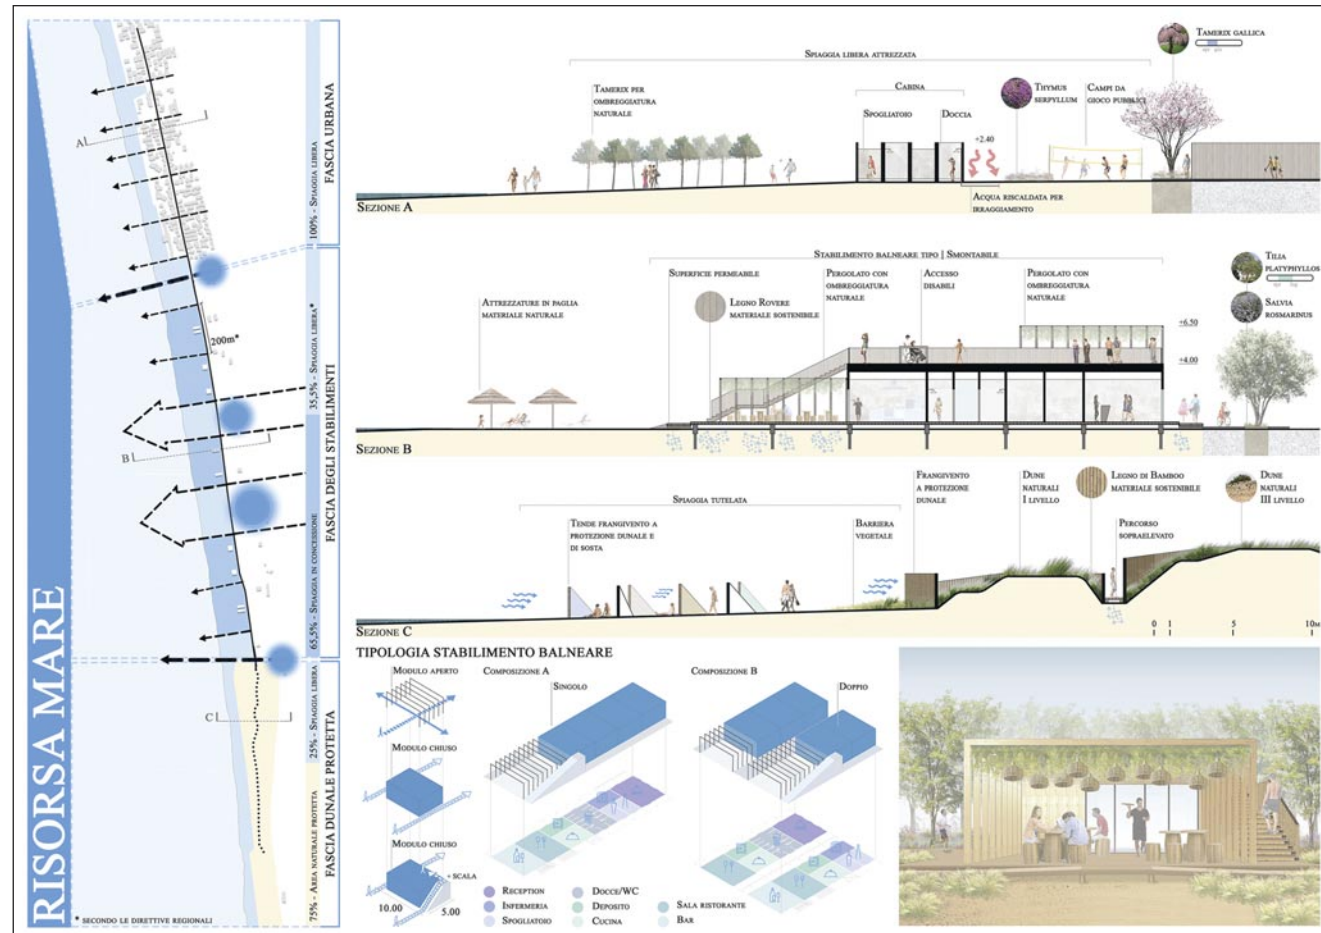 RISORSA MARE
A
B
C
200m*
* SECONDO LE DIRETTIVE REGIONALI
100% - SPIAGGIA LIBERA
FASCIA URBANA
35,5% - SPIAGGIA LIBERA*
65,5% - SPIAGGIA IN CONCESSIONE
FASCIA DEGLI STABILIMENTI
25% - SPIAGGIA LIBERA
75% - AREA NATURALE PROTETTA
FASCIA DUNALE PROTETTA
SPIAGGIA LIBERA ATTREZZATA
TAMERIX PER
OMBREGGIATURA
NATURALE
CABINA
SPOGLIATOIO
DOCCIA
+2.40
THYMUS
SERPYLLUM
CAMPI DA
GIOCO PUBBLICI
TAMERIX GALLICA
ACQUA RISCALDATA PER
IRRAGGIAMENTO
SEZIONE A
STABILIMENTO BALNEARE TIPO | SMONTABILE
ATTREZZATURE IN PAGLIA
MATERIALE NATURALE
SUPERFICIE PERMEABILE
LEGNO ROVERE
MATERIALE SOSTENIBILE
PERGOLATO CON
OMBREGGIATURA
NATURALE
ACCESSO
DISABILI
PERGOLATO CON
OMBREGGIATURA
NATURALE
+6.50
+4.00
TILIA
PLATYPHYLLOS
SALVIA
ROSMARINUS
SEZIONE B
SPIAGGIA TUTELATA
TENDE FRANGIVENTO A
PROTEZIONE DUNALE E
DI SOSTA
BARRIERA
VEGETALE
FRANGIVENTO
A PROTEZIONE
DUNALE
DUNE
NATURALI
I LIVELLO
LEGNO DI BAMBOO
MATERIALE SOSTENIBILE
PERCORSO
SOPRAELEVATO
DUNE
NATURALI
III LIVELLO
SEZIONE C
0 1 5 10M
TIPOLOGIA STABILIMENTO BALNEARE
MODULO APERTO
MODULO CHIUSO
MODULO CHIUSO
+ SCALA
10.00
5.00
COMPOSIZIONE A
SINGOLO
COMPOSIZIONE B
DOPPIO
RECEPTION
INFERMERIA
SPOGLIATOIO
DOCCE/WC
DEPOSITO
CUCINA
SALA RISTORANTE
BAR